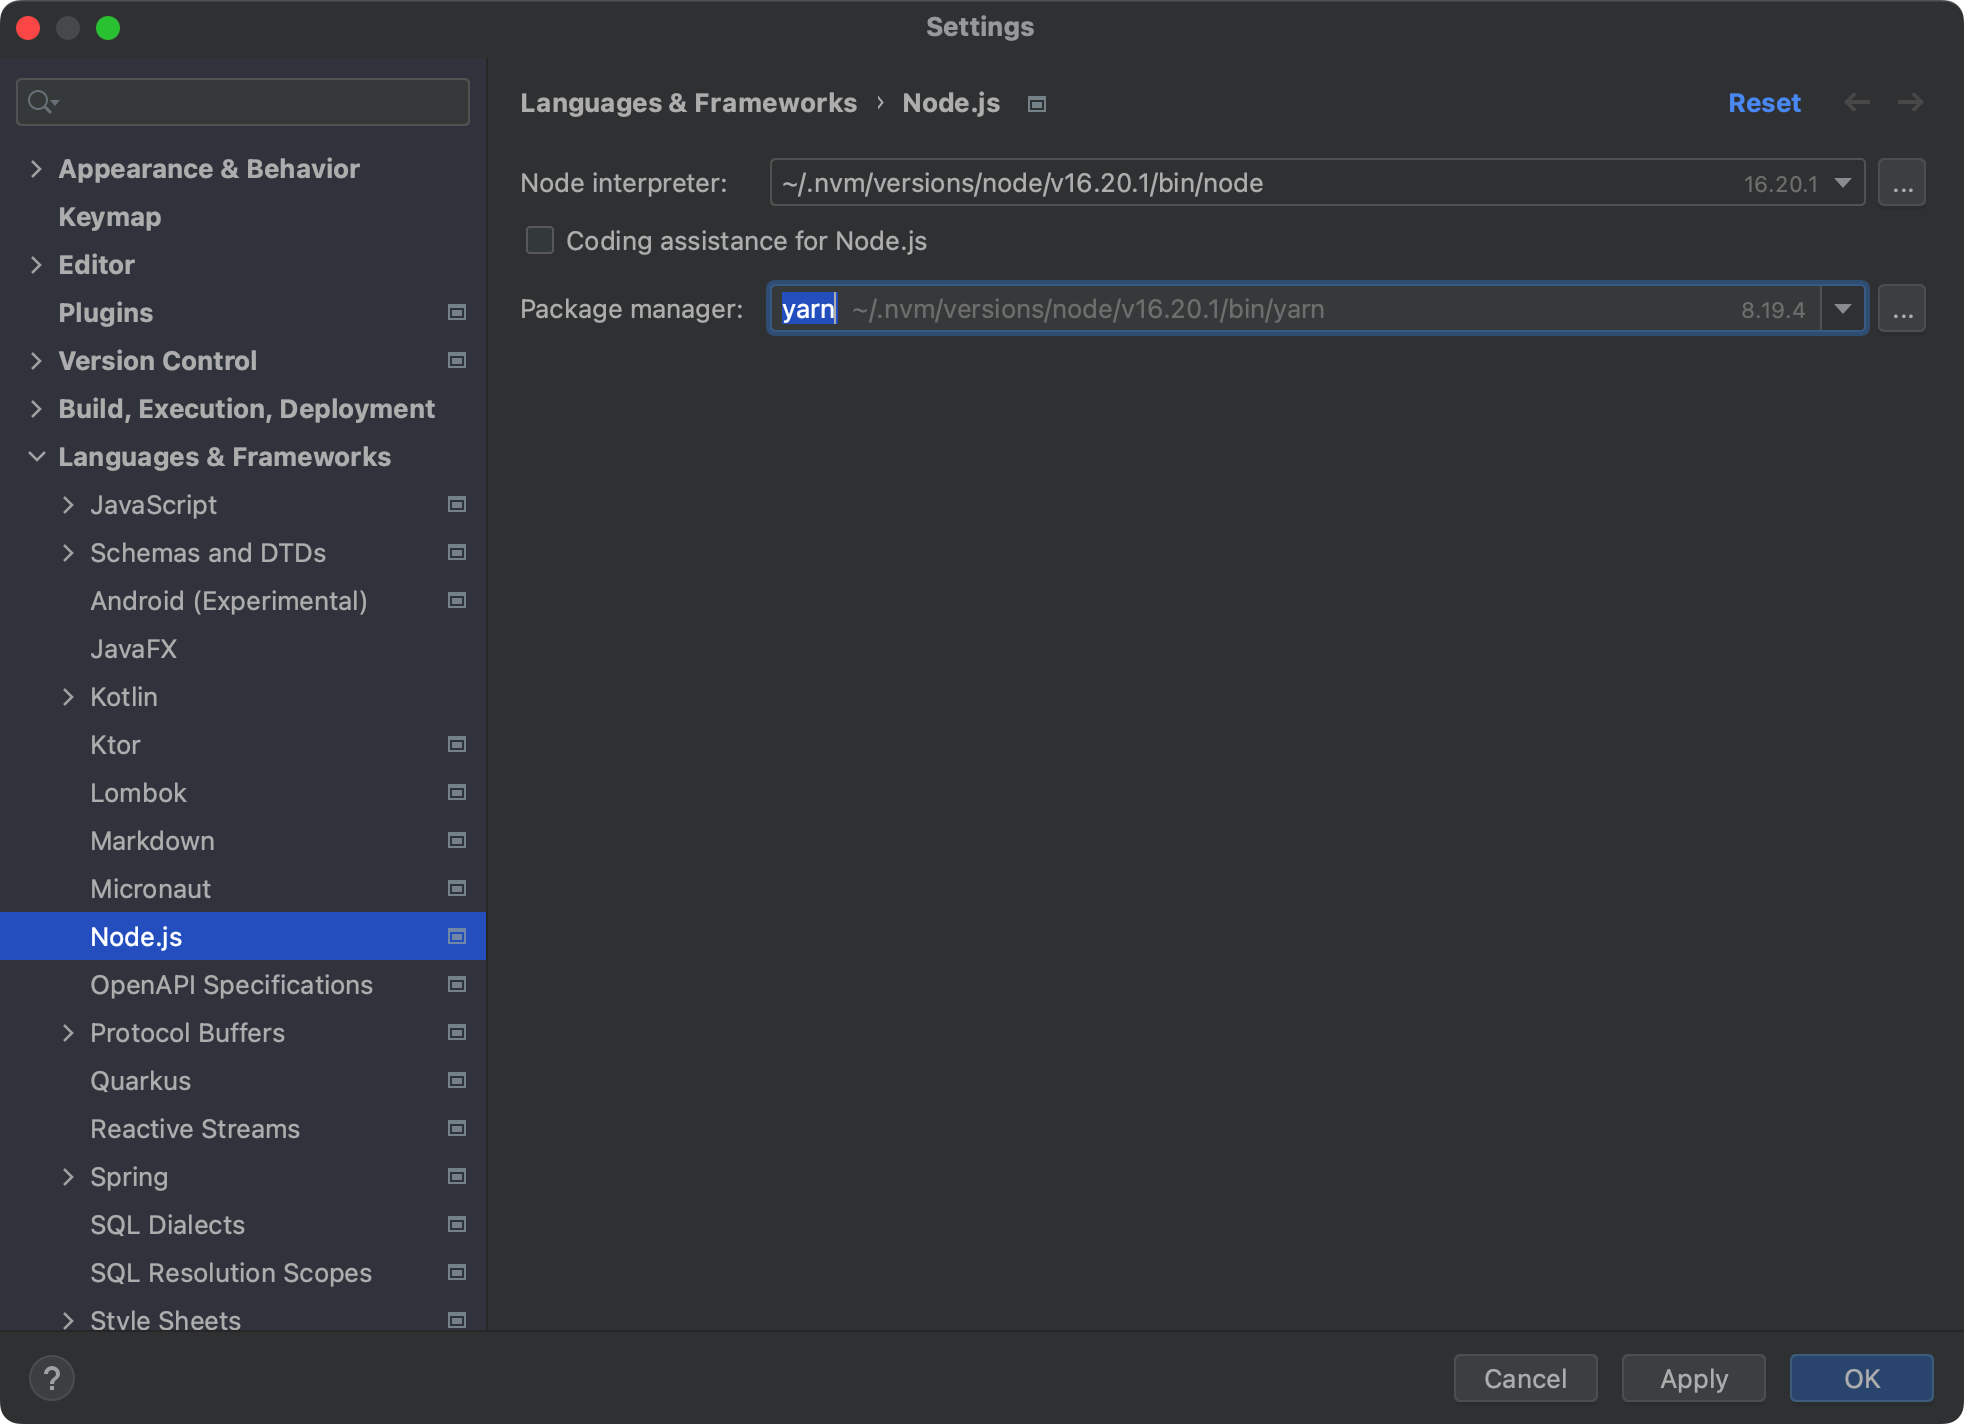 Settings
Appearance & Behavior
Keymap
Editor
Plugins
Version Control
Build, Execution, Deployment
Languages & Frameworks
JavaScript
Schemas and DTDs
Android (Experimental)
JavaFX
Kotlin
Ktor
Lombok
Markdown
Micronaut
Node.js
OpenAPI Specifications
Protocol Buffers
Quarkus
Reactive Streams
Spring
SQL Dialects
SQL Resolution Scopes
Style Sheets
Languages & Frameworks › Node.js
Reset
Node interpreter: ~/.nvm/versions/node/v16.20.1/bin/node 16.20.1 ...
Coding assistance for Node.js
Package manager: yarn ~/.nvm/versions/node/v16.20.1/bin/yarn 8.19.4 ...
?
Cancel
Apply
OK